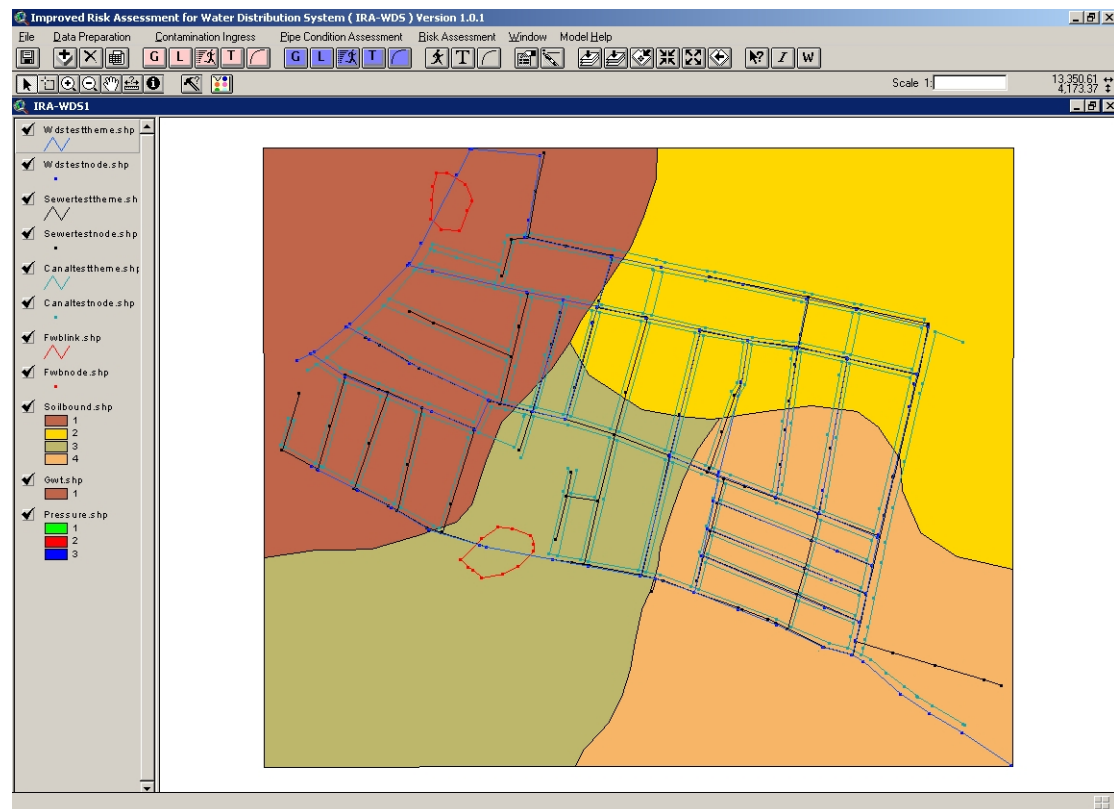 Improved Risk Assessment for Water Distribution System ( IRA-WDS ) Version 1.0.1
File Data Preparation Contamination Ingress Pipe Condition Assessment Risk Assessment Window Model Help
G L T G L T T I W
Scale 1: 13,350.61
4,173.37
IRA-WDS1
Wdstesttheme.shp
Wdstestnode.shp
Sewertesttheme.sh
Sewertestnode.shp
Canaltesttheme.shp
Canaltestnode.shp
Fwblink.shp
Fwbnode.shp
Soilbound.shp
1
2
3
4
Gwt.shp
1
Pressure.shp
1
2
3